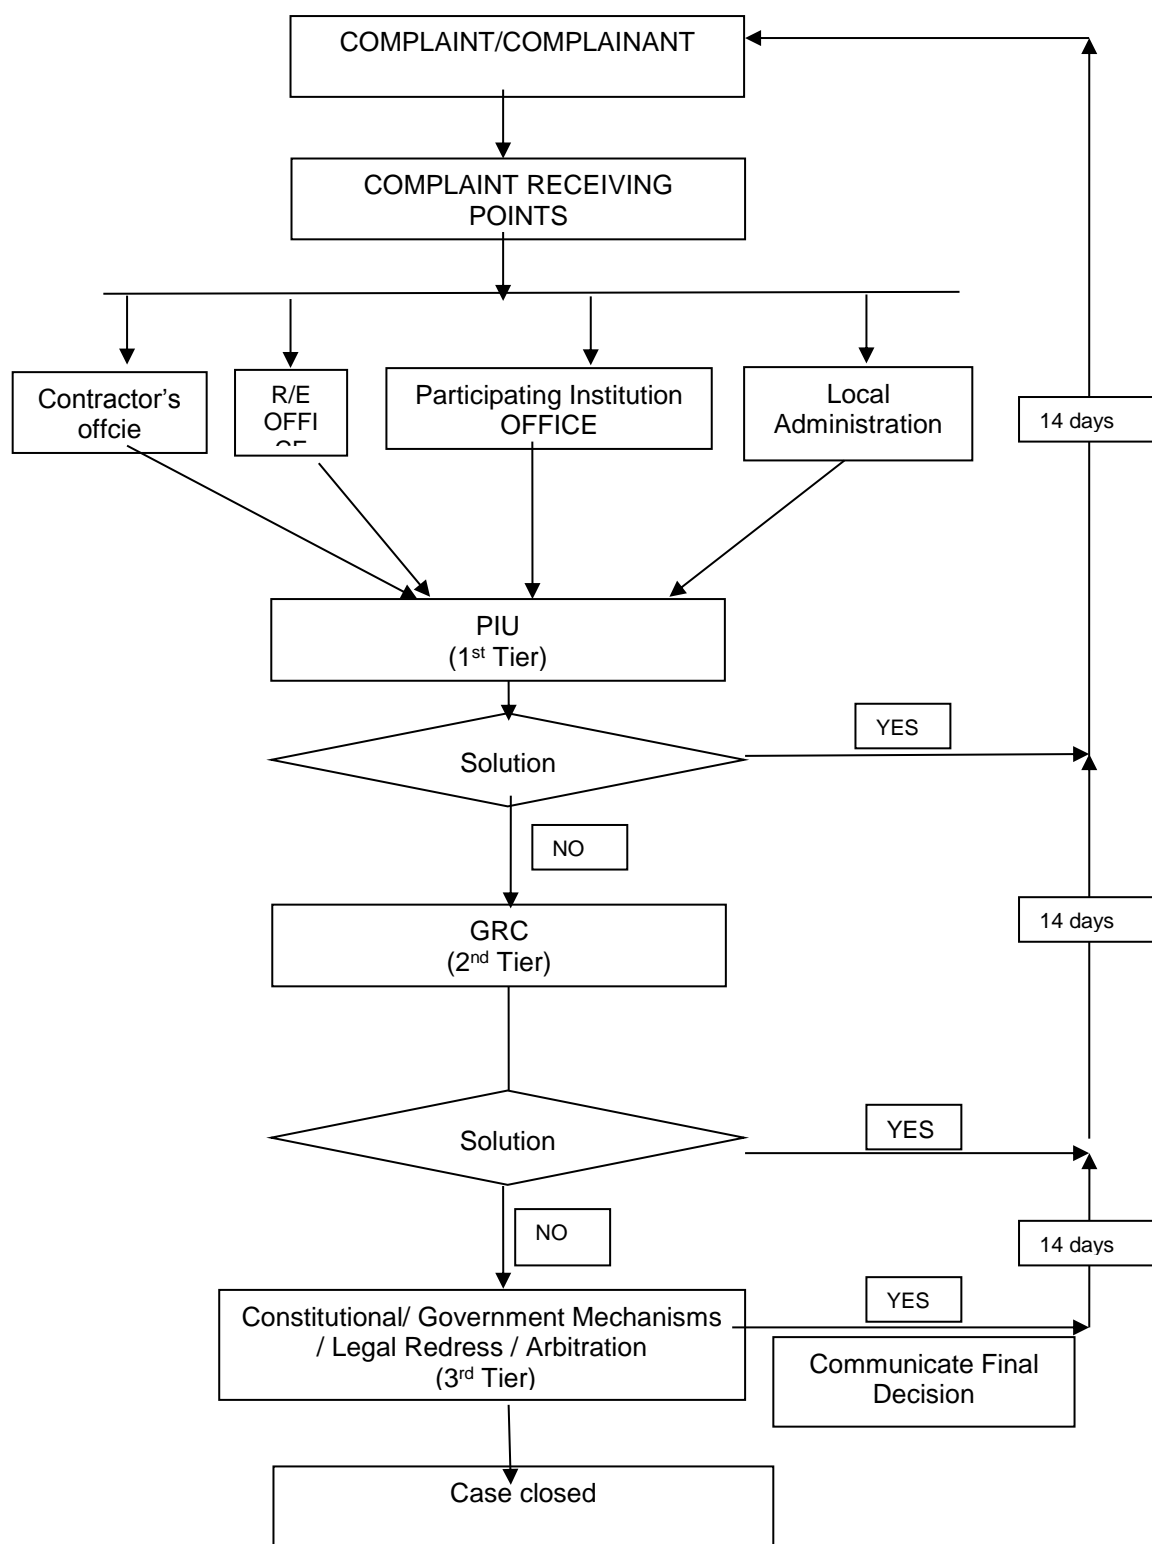 COMPLAINT/COMPLAINANT
COMPLAINT RECEIVING
POINTS
Contractor's
offcie
R/E
OFFI
Participating Institution
OFFICE
Local
Administration
14 days
PIU
(1st Tier)
YES
Solution
NO
GRC
(2nd Tier)
14 days
YES
Solution
NO
14 days
YES
Constitutional/ Government Mechanisms
/ Legal Redress / Arbitration
(3rd Tier)
Communicate Final
Decision
Case closed